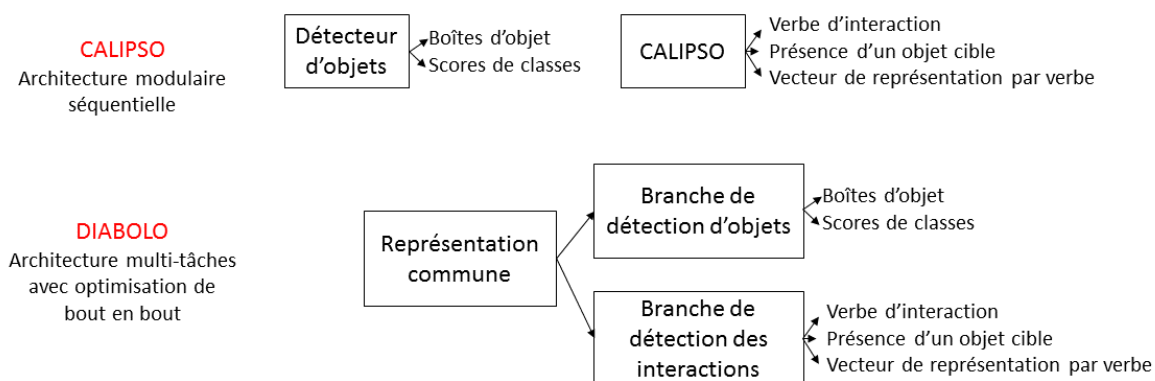 CALIPSO
Architecture modulaire
séquentielle
Détecteur
d'objets
Boîtes d'objet
Scores de classes
CALIPSO
Verbe d'interaction
Présence d'un objet cible
Vecteur de représentation par verbe
DIABOLO
Architecture multi-tâches
avec optimisation de
bout en bout
Représentation
commune
Branche de
détection d'objets
Boîtes d'objet
Scores de classes
Branche de
détection des
interactions
Verbe d'interaction
Présence d'un objet cible
Vecteur de représentation par verbe